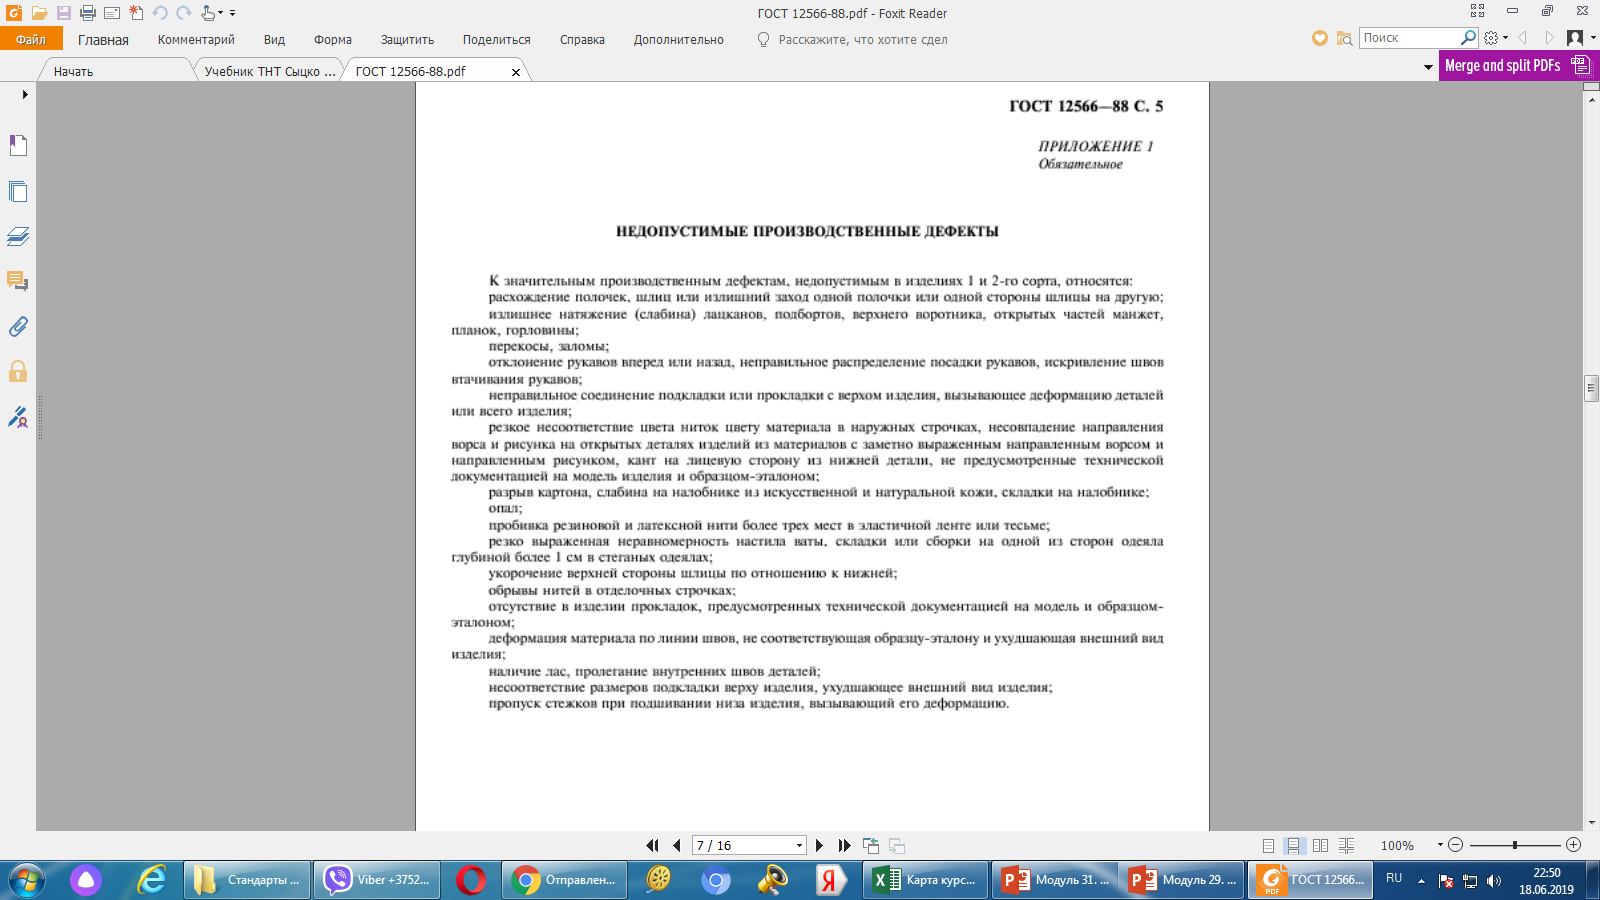 ГОСТ 12566-88.pdf - Foxit Reader
Файл Главная Комментарий Вид Форма Защитить Поделиться Справка Дополнительно Расскажите, что хотите сдел Поиск
Начать Учебник ТНТ Сыцко ... ГОСТ 12566-88.pdf Merge and split PDFs
ГОСТ 12566—88 С. 5
ПРИЛОЖЕНИЕ 1
Обязательное
НЕДОПУСТИМЫЕ ПРОИЗВОДСТВЕННЫЕ ДЕФЕКТЫ
К значительным производственным дефектам, недопустимым в изделиях 1 и 2-го сорта, относятся:
расхождение полочек, шлиц или излишний заход одной полочки или одной стороны шлицы на другую;
излишнее натяжение (слабина) лацканов, подбортов, верхнего воротника, открытых частей манжет,
планок, горловины;
перекосы, заломы;
отклонение рукавов вперед или назад, неправильное распределение посадки рукавов, искривление швов
втачивания рукавов;
неправильное соединение подкладки или прокладки с верхом изделия, вызывающее деформацию деталей
или всего изделия;
резкое несоответствие цвета ниток цвету материала в наружных строчках, несовпадение направления
ворса и рисунка на открытых деталях изделий из материалов с заметно выраженным направленным ворсом и
направленным рисунком, кант на лицевую сторону из нижней детали, не предусмотренные технической
документацией на модель изделия и образцом-эталоном;
разрыв картона, слабина на налобнике из искусственной и натуральной кожи, складки на налобнике;
опал;
пробивка резиновой и латексной нити более трех мест в эластичной ленте или тесьме;
резко выраженная неравномерность настила ваты, складки или сборки на одной из сторон одеяла
глубиной более 1 см в стеганых одеялах;
укорочение верхней стороны шлицы по отношению к нижней;
обрывы нитей в отделочных строчках;
отсутствие в изделии прокладок, предусмотренных технической документацией на модель и образцом-
эталоном;
деформация материала по линии швов, не соответствующая образцу-эталону и ухудшающая внешний вид
изделия;
наличие лас, пролегание внутренних швов деталей;
несоответствие размеров подкладки верху изделия, ухудшающее внешний вид изделия;
пропуск стежков при подшивании низа изделия, вызывающий его деформацию.
7 / 16 100%
Стандарты ... Viber +3752... Отправлен... Карта курс... Модуль 31. ... Модуль 29. ... PDF ГОСТ 12566... RU 22:50
18.06.2019